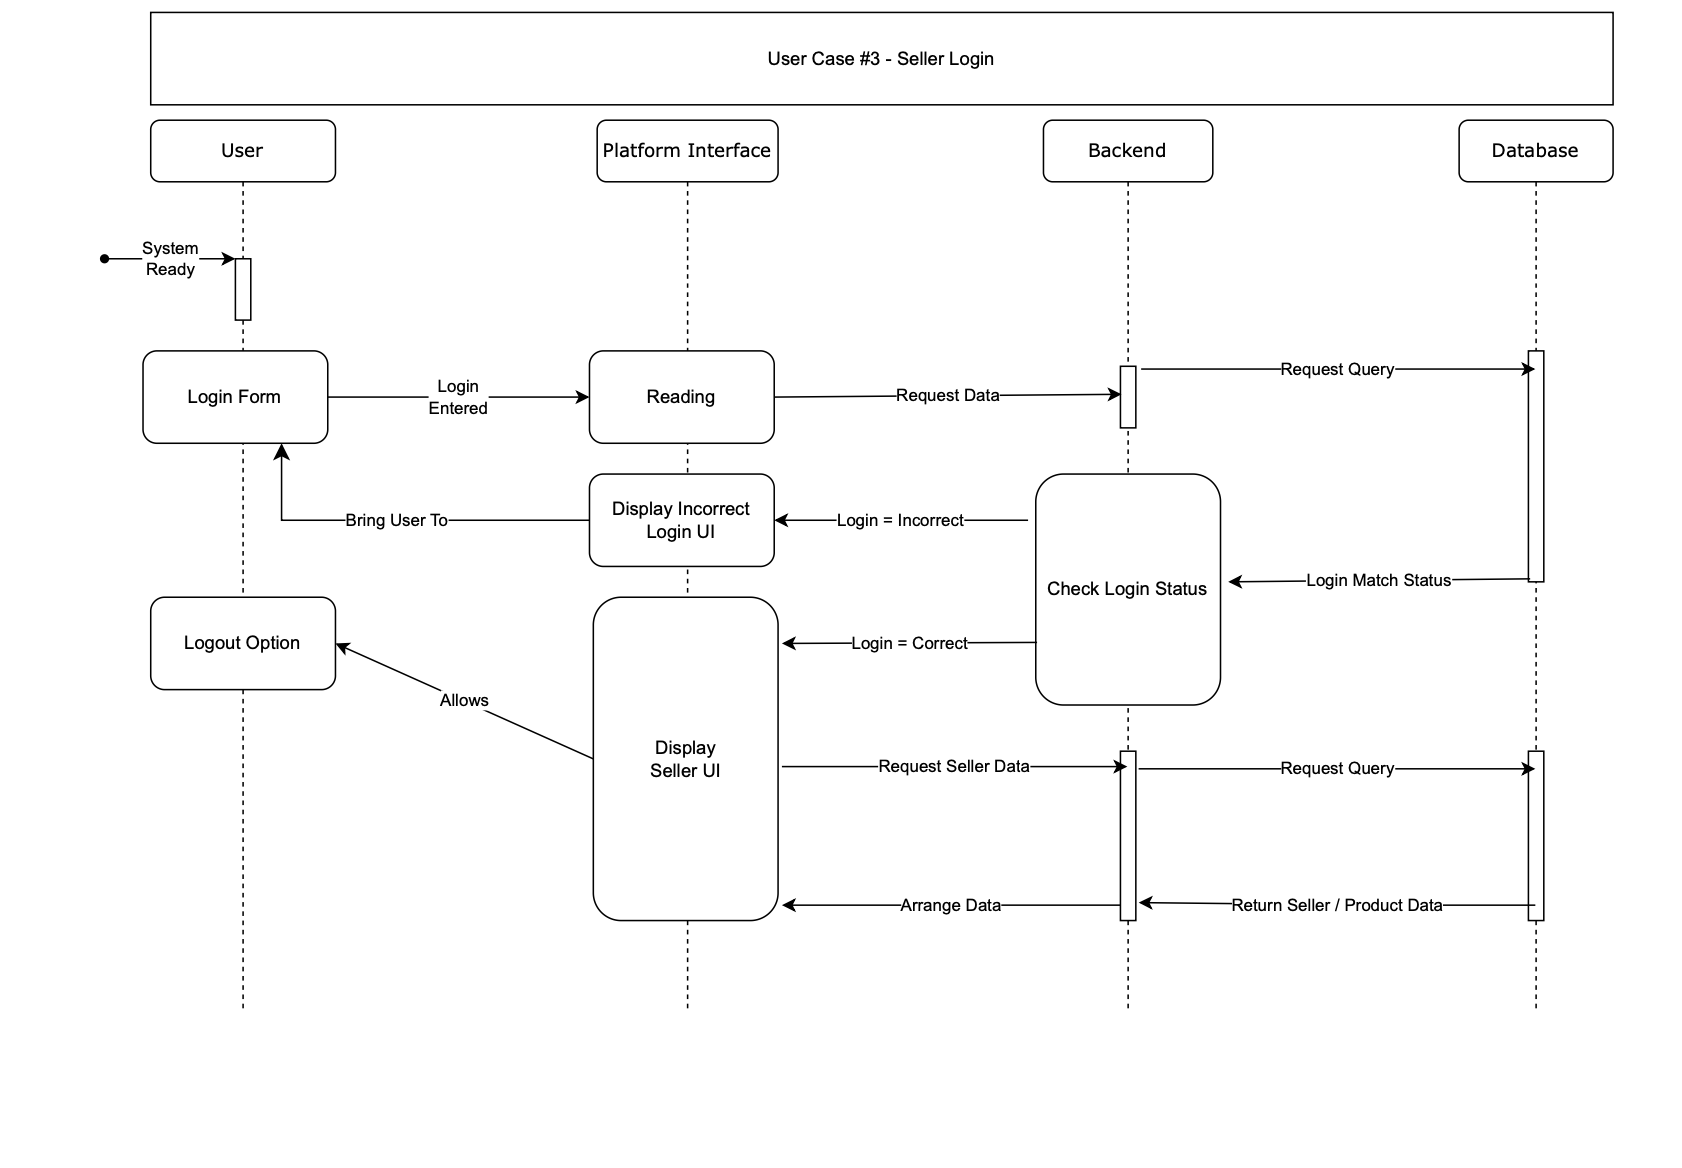 User Case #3 - Seller Login
User
Platform Interface
Backend
Database
System
Ready
Login Form
Login
Entered
Reading
Request Data
Request Query
Bring User To
Display Incorrect
Login UI
Login = Incorrect
Check Login Status
Login Match Status
Logout Option
Allows
Login = Correct
Display
Seller UI
Request Seller Data
Request Query
Arrange Data
Return Seller / Product Data